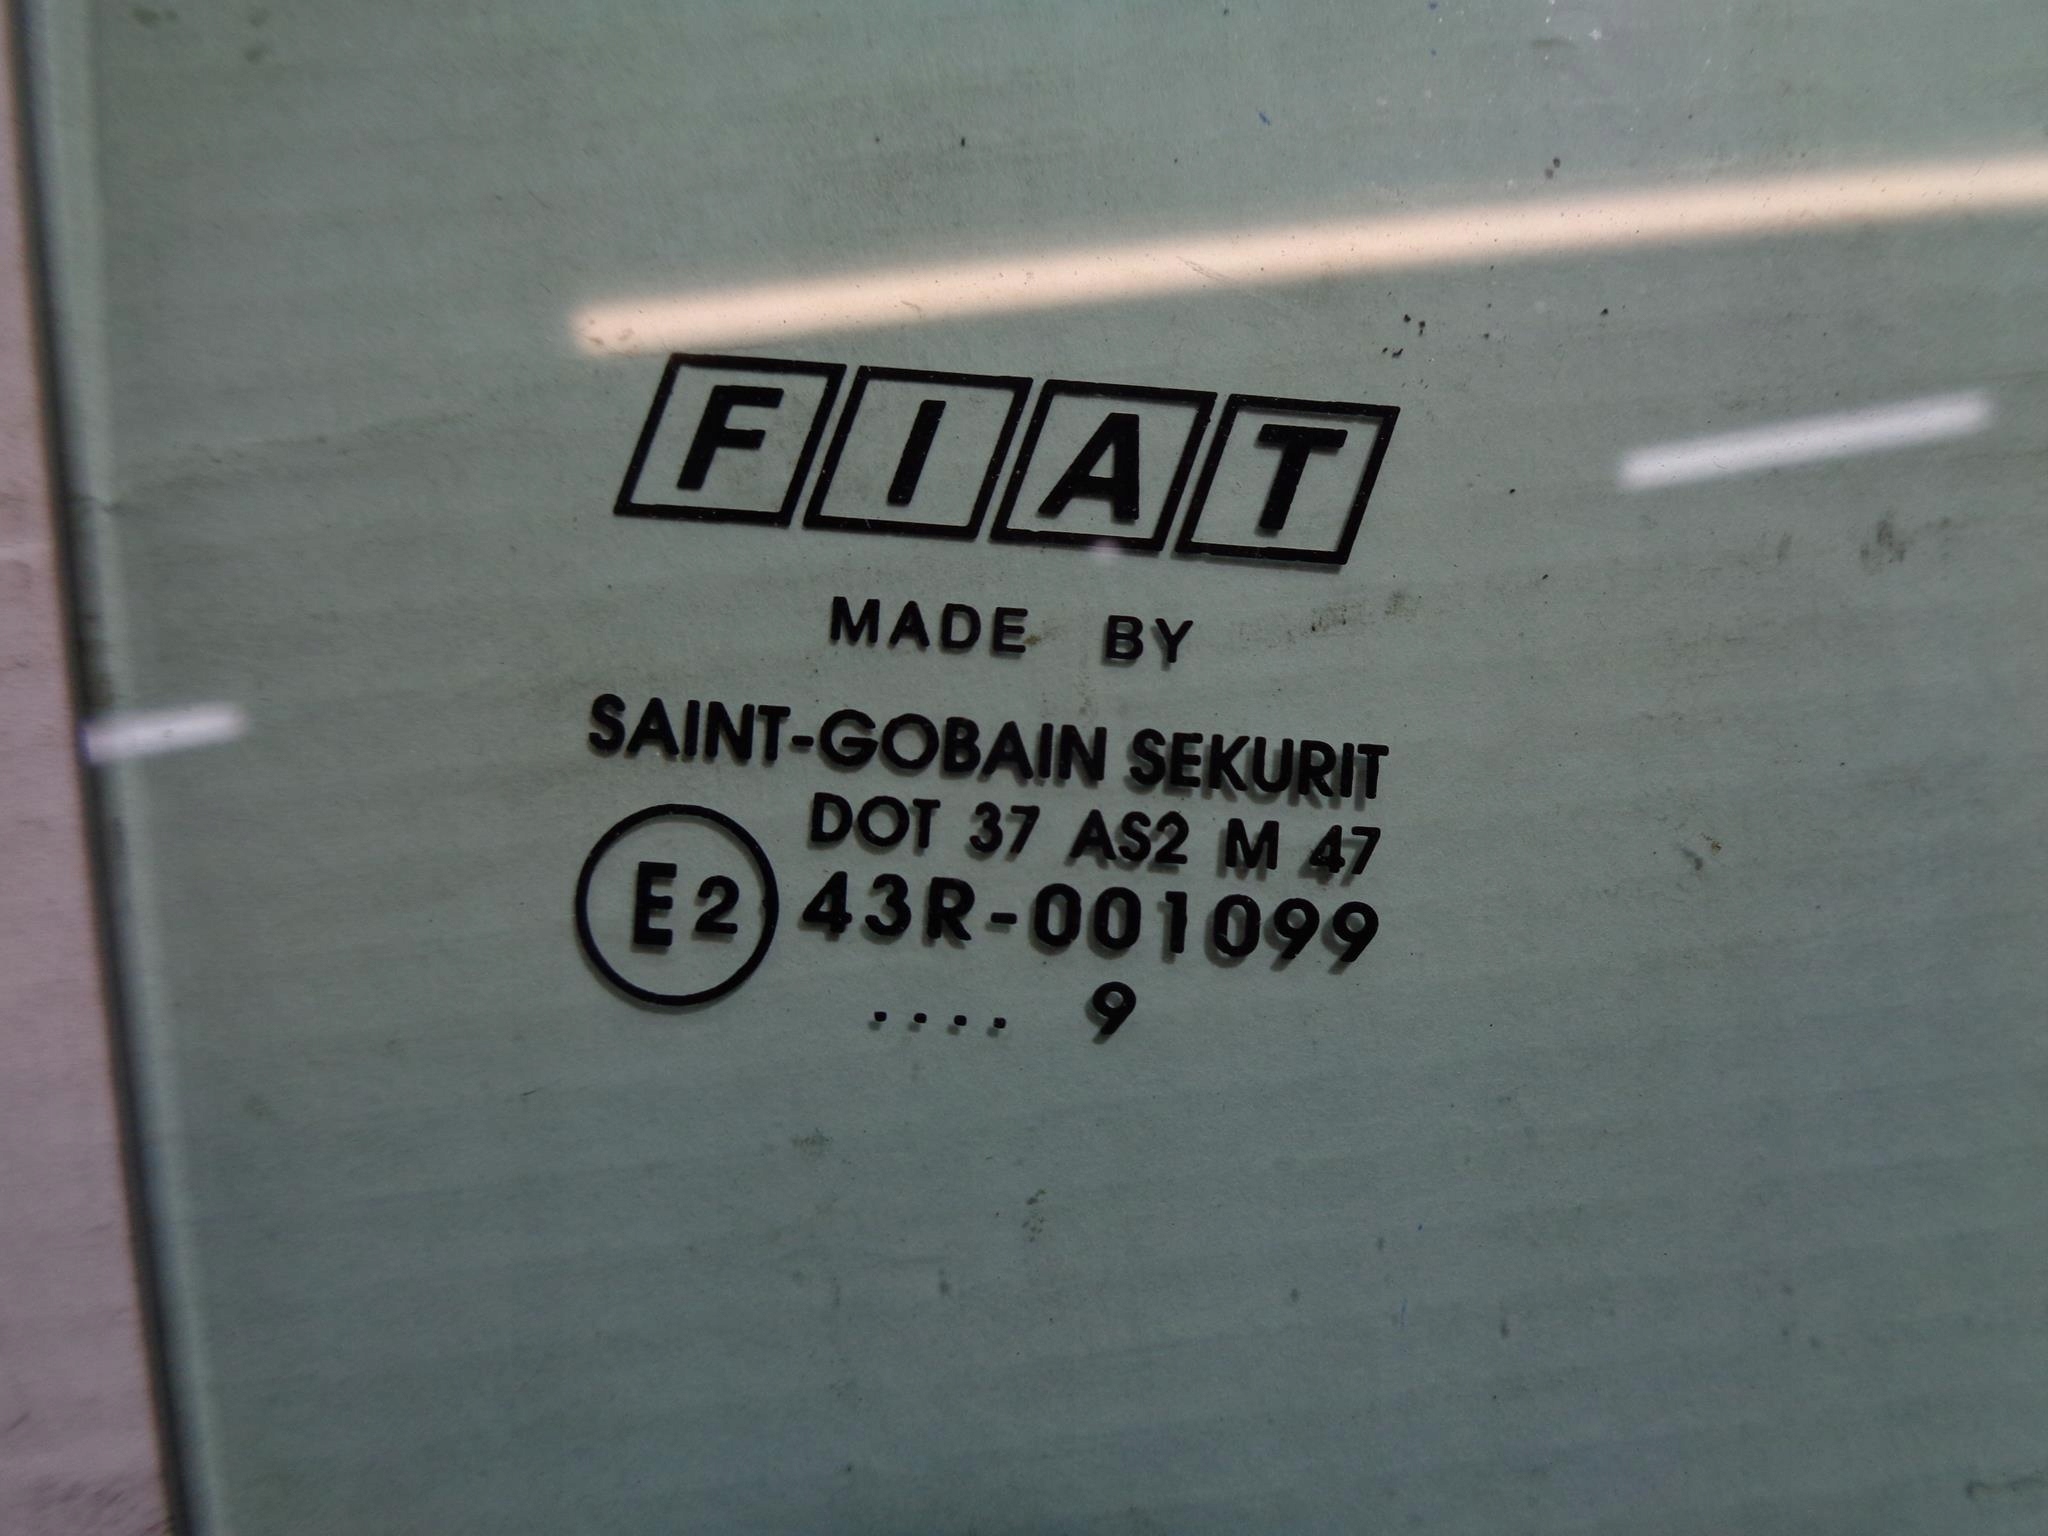 FIAT
MADE BY
SAINT-GOBAIN SEKURIT
DOT 37 AS2 M 47
E2 43R-001099
.... 9